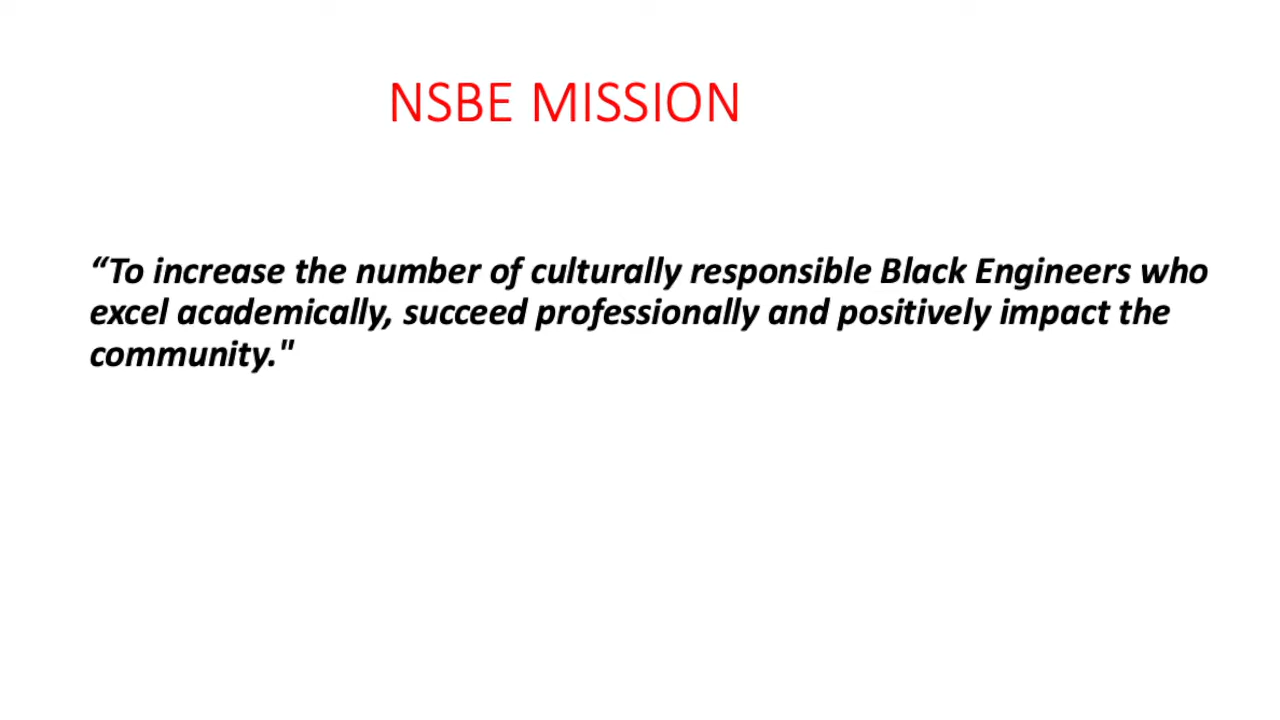 NSBE MISSION
“To increase the number of culturally responsible Black Engineers who
excel academically, succeed professionally and positively impact the
community."